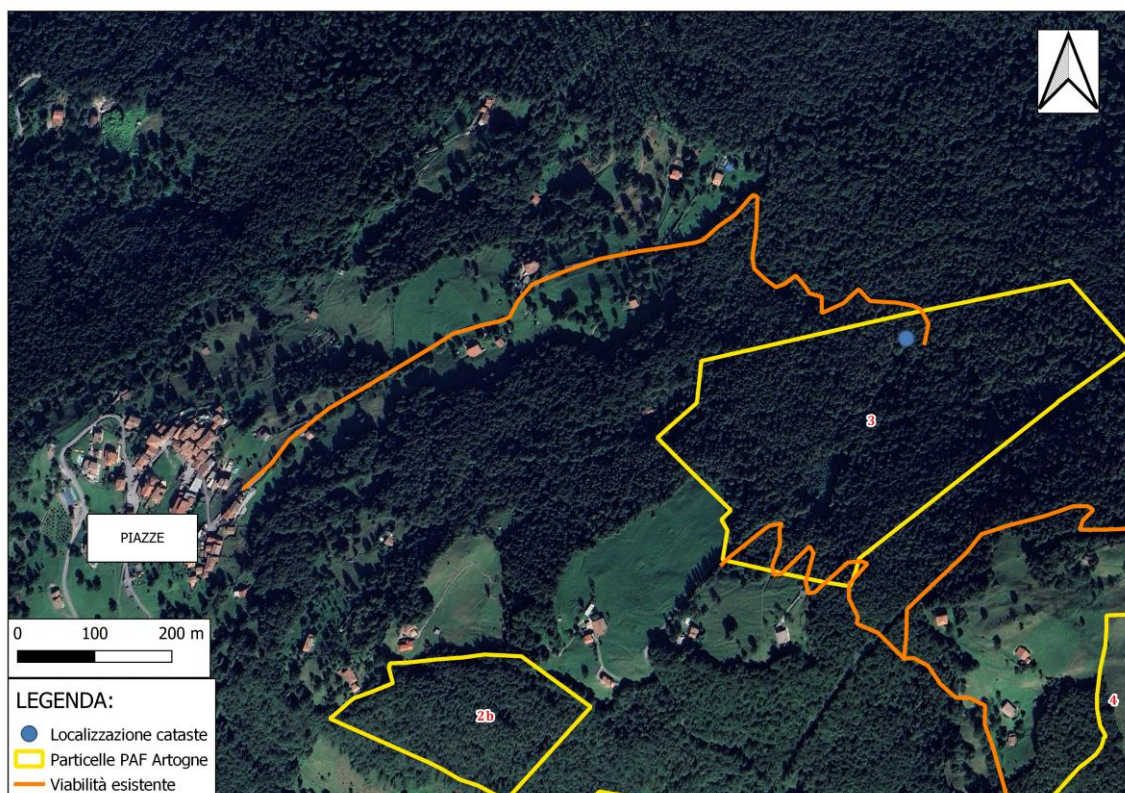 3
PIAZZE
0 100 200 m
2b
4
LEGENDA:
Localizzazione cataste
Particelle PAF Artogne
Viabilità esistente